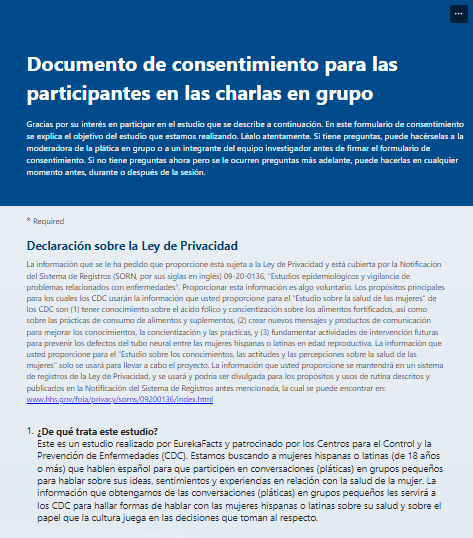 Documento de consentimiento para las
participantes en las charlas en grupo
Gracias por su interés en participar en el estudio que se describe a continuación. En este formulario de consentimiento
se explica el objetivo del estudio que estamos realizando. Léalo atentamente. Si tiene preguntas, puede hacérselas a la
moderadora de la plática en grupo o a un integrante del equipo investigador antes de firmar el formulario de
consentimiento. Si no tiene preguntas ahora pero se le ocurren preguntas más adelante, puede hacerlas en cualquier
momento antes, durante o después de la sesión.
* Required
Declaración sobre la Ley de Privacidad
La información que se le ha pedido que proporcione está sujeta a la Ley de Privacidad y está cubierta por la Notificación
del Sistema de Registros (SORN, por sus siglas en inglés) 09-20-0136, "Estudios epidemiológicos y vigilancia de
problemas relacionados con enfermedades". Proporcionar esta información es algo voluntario. Los propósitos principales
para los cuales los CDC usarán la información que usted proporcione para el "Estudio sobre la salud de las mujeres" de
los CDC son (1) tener conocimiento sobre el ácido fólico y concientización sobre los alimentos fortificados, así como
sobre las prácticas de consumo de alimentos y suplementos, (2) crear nuevos mensajes y productos de comunicación
para mejorar los conocimientos, la concientización y las prácticas, y (3) fundamentar actividades de intervención futuras
para prevenir los defectos del tubo neural entre las mujeres hispanas o latinas en edad reproductiva. La información que
usted proporcione para el "Estudio sobre los conocimientos, las actitudes y las percepciones sobre la salud de las
mujeres" solo se usará para llevar a cabo el proyecto. La información que usted proporcione se mantendrá en un sistema
de registros de la Ley de Privacidad, y se usará y podría ser divulgada para los propósitos y usos de rutina descritos y
publicados en la Notificación del Sistema de Registros antes mencionada, la cual se puede encontrar en:
www.hhs.gov/foia/privacy/sorns/09200136/index.html
1. ¿De qué trata este estudio?
Este es un estudio realizado por EurekaFacts y patrocinado por los Centros para el Control y la
Prevención de Enfermedades (CDC). Estamos buscando a mujeres hispanas o latinas (de 18 años
o más) que hablen español para que participen en conversaciones (pláticas) en grupos pequeños
para hablar sobre sus ideas, sentimientos y experiencias en relación con la salud de la mujer. La
información que obtengamos de las conversaciones (pláticas) en grupos pequeños les servirá a
los CDC para hallar formas de hablar con las mujeres hispanas o latinas sobre su salud y sobre el
papel que la cultura juega en las decisiones que toman al respecto.